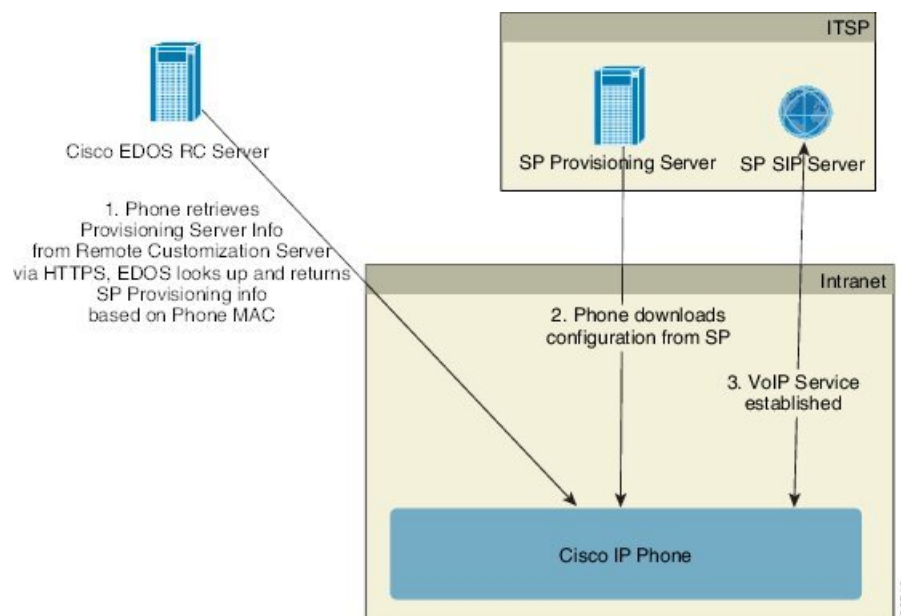 ITSP
Cisco EDOS RC Server
SP Provisioning Server
SP SIP Server
1. Phone retrieves
Provisioning Server Info
from Remote Customization Server
via HTTPS, EDOS looks up and returns
SP Provisioning info
based on Phone MAC
Intranet
2. Phone downloads
configuration from SP
3. VoIP Service
established
Cisco IP Phone